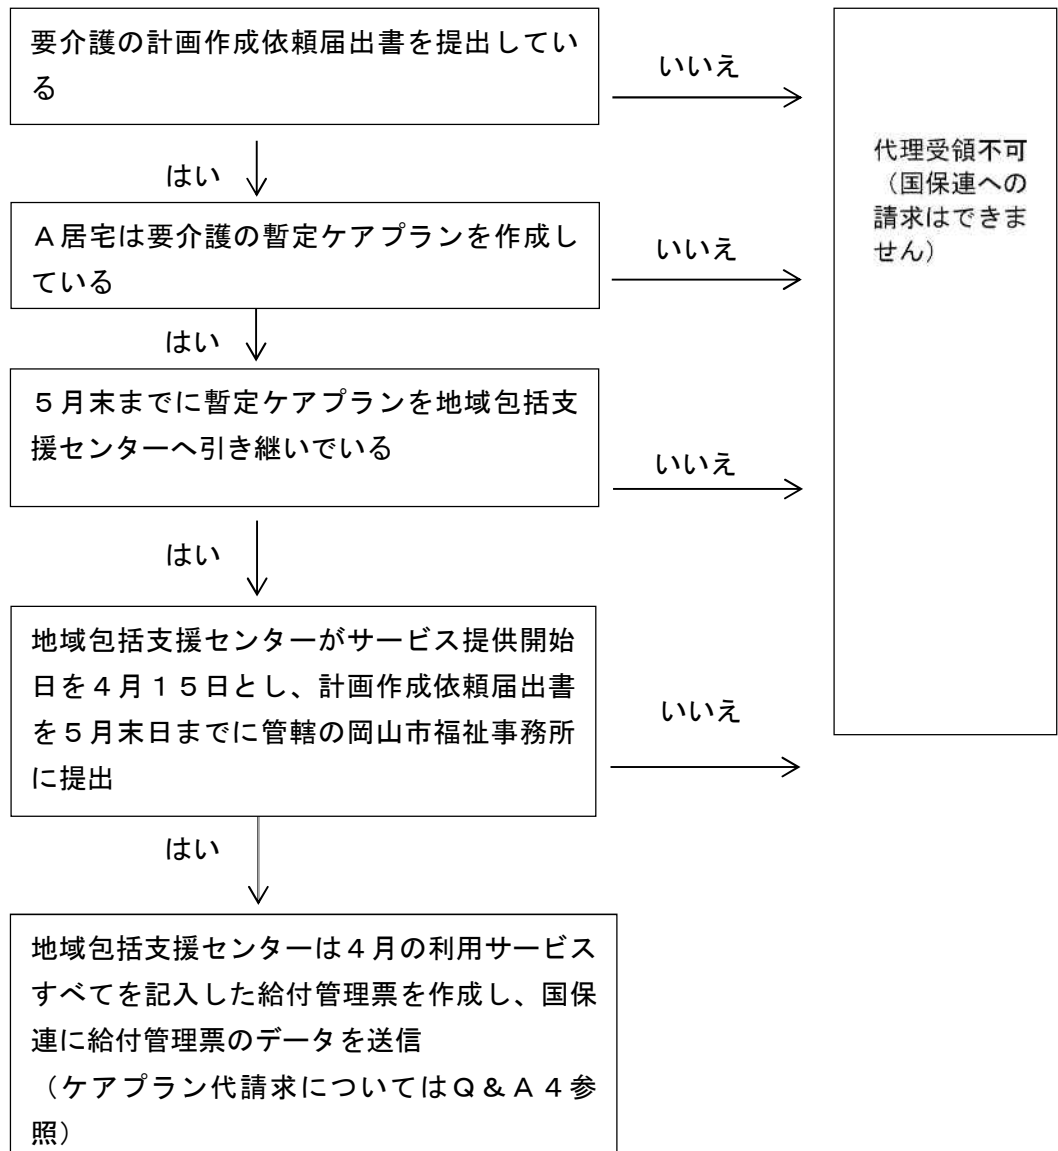 要介護の計画作成依頼届出書を提出してい
る
いいえ
はい
A居宅は要介護の暫定ケアプランを作成し
ている
いいえ
はい
5月末までに暫定ケアプランを地域包括支
援センターへ引き継いでいる
いいえ
はい
地域包括支援センターがサービス提供開始
日を4月15日とし、計画作成依頼届出書
を5月末日までに管轄の岡山市福祉事務所
に提出
いいえ
はい
地域包括支援センターは4月の利用サービス
すべてを記入した給付管理票を作成し、国保
連に給付管理票のデータを送信
(ケアプラン代請求についてはQ&A4参
照)
代理受領不可
(国保連への
請求はできま
せん)